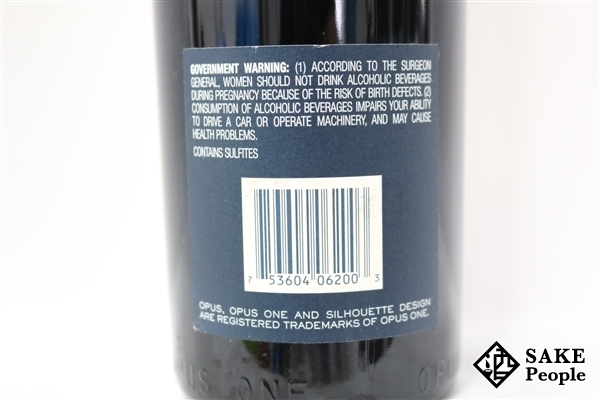 GOVERNMENT WARNING: (1) ACCORDING TO THE SURGEON
GENERAL, WOMEN SHOULD NOT DRINK ALCOHOLIC BEVERAGES
DURING PREGNANCY BECAUSE OF THE RISK OF BIRTH DEFECTS. (2)
CONSUMPTION OF ALCOHOLIC BEVERAGES IMPAIRS YOUR ABILITY
TO DRIVE A CAR OR OPERATE MACHINERY, AND MAY CAUSE
HEALTH PROBLEMS.
CONTAINS SULFITES
7 53604 06200 3
OPUS, OPUS ONE AND SILHOUETTE DESIGN
ARE REGISTERED TRADEMARKS OF OPUS ONE.
OPUS ONE OPU
SAKE
People